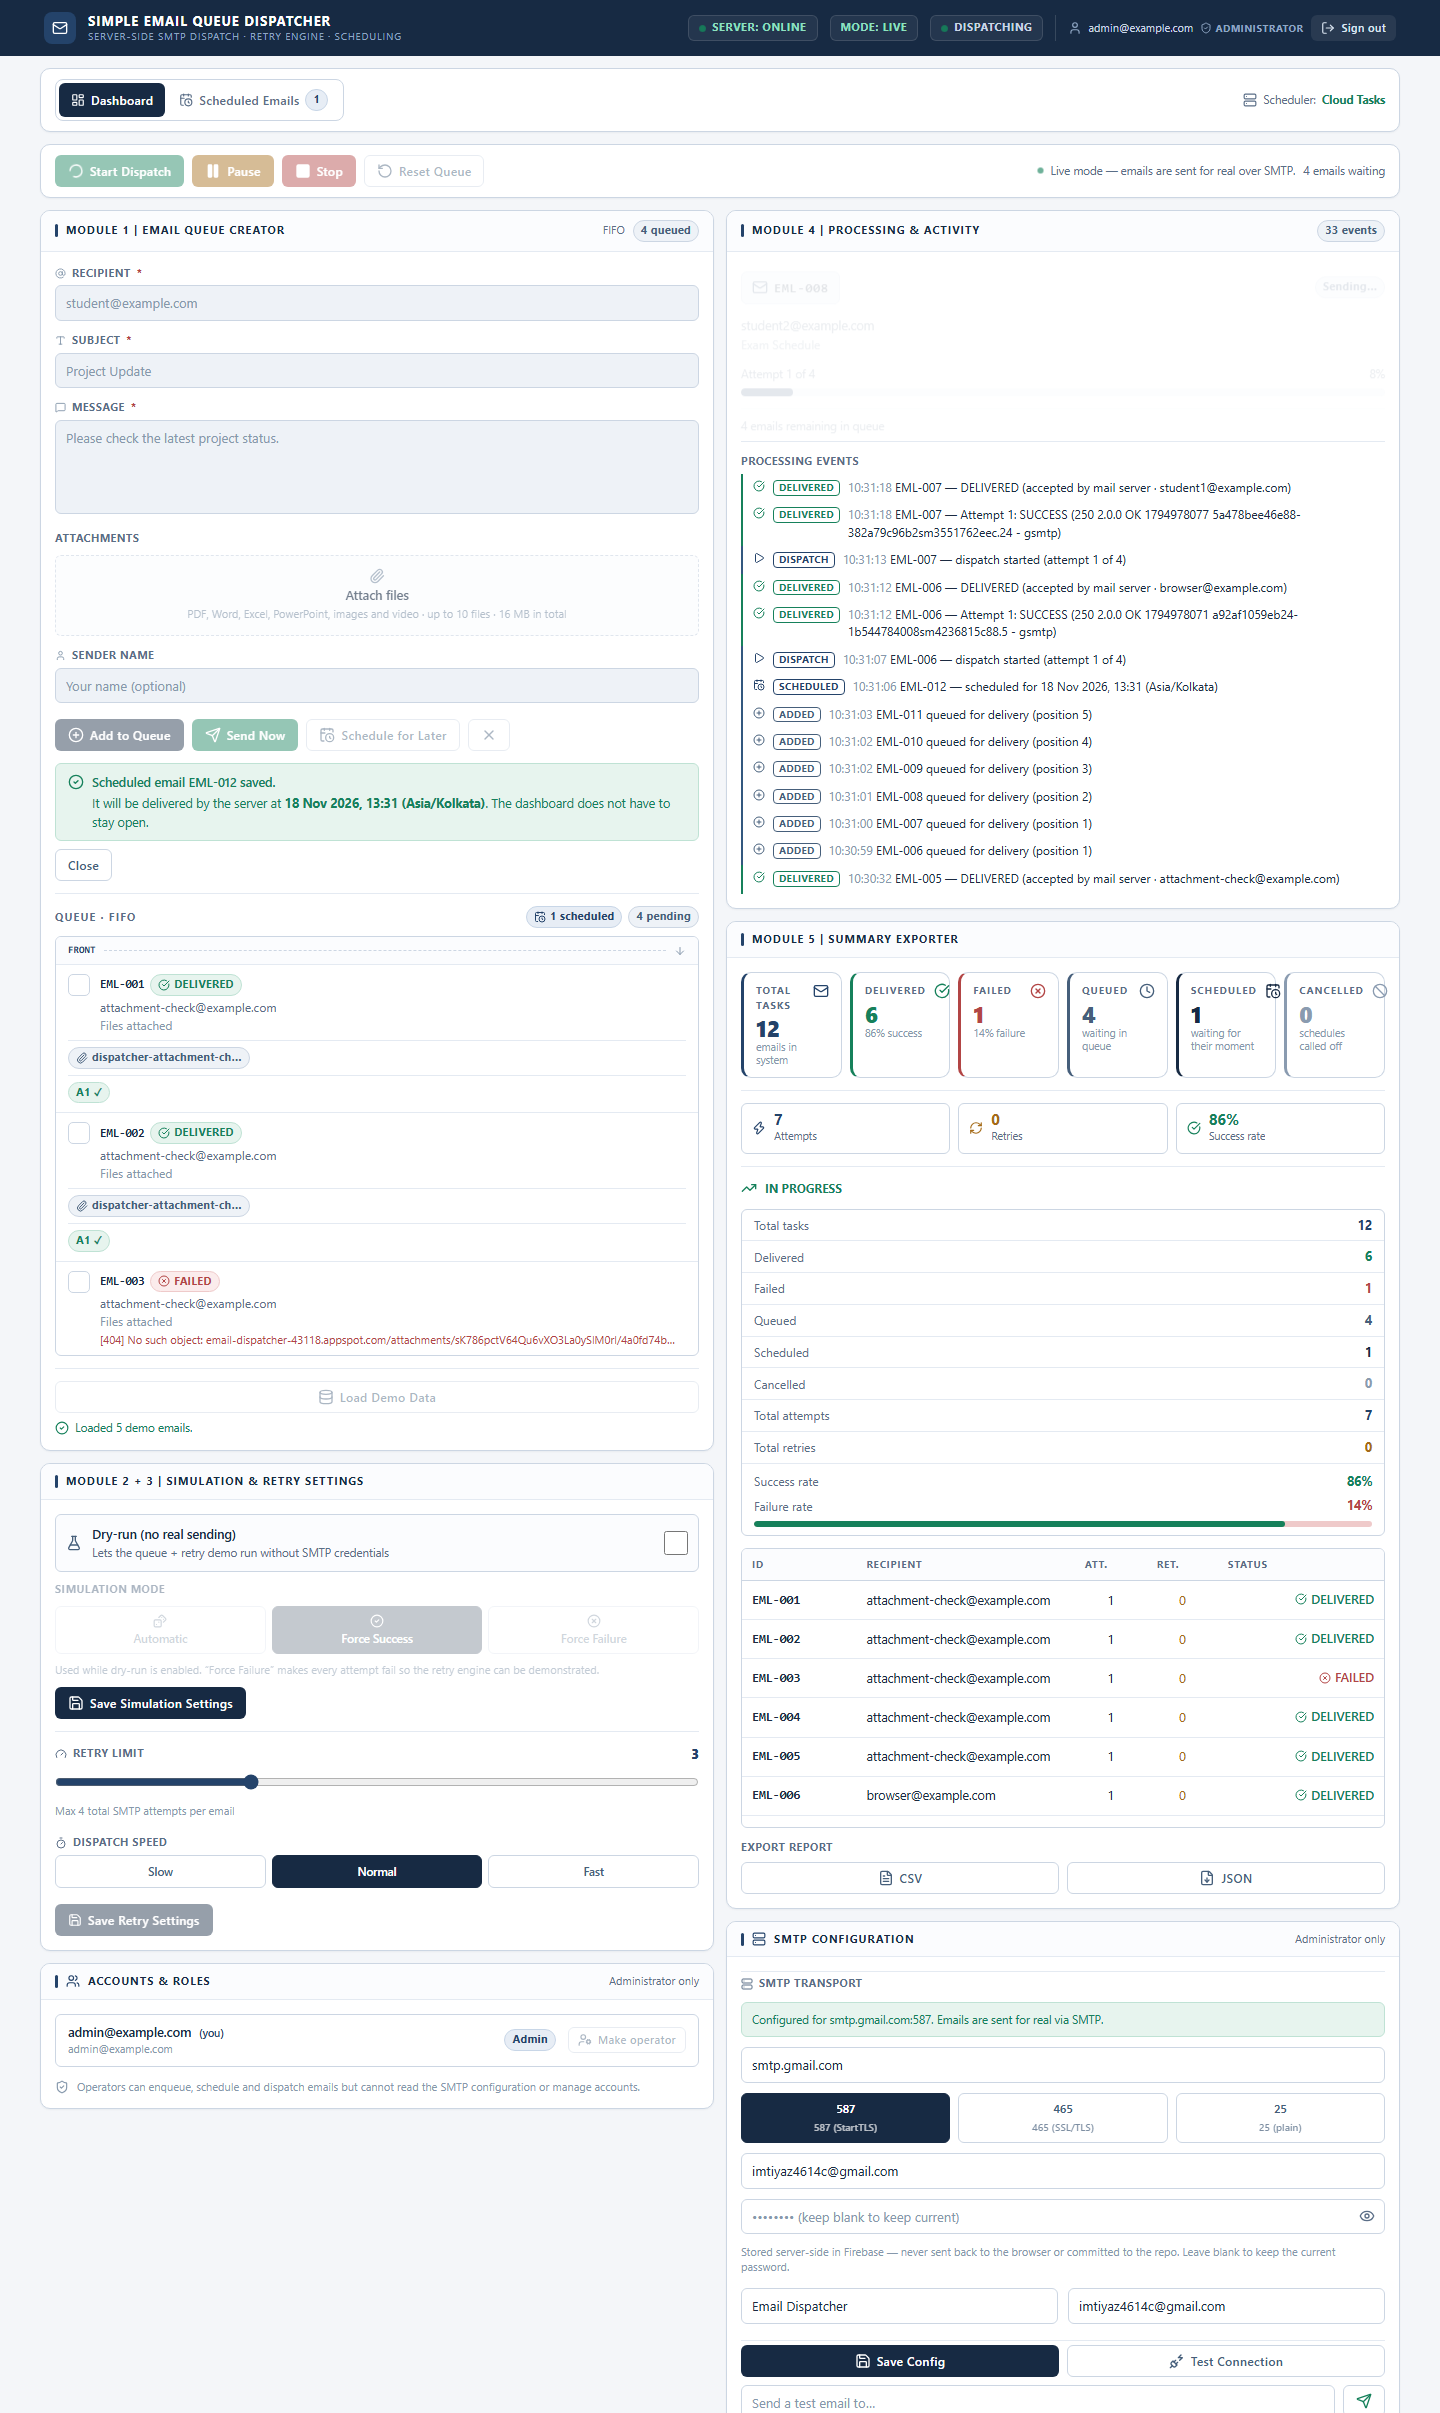 SIMPLE EMAIL QUEUE DISPATCHER
SERVER-SIDE SMTP DISPATCH · RETRY ENGINE · SCHEDULING
SERVER: ONLINE
MODE: LIVE
DISPATCHING
admin@example.com
ADMINISTRATOR
Sign out
Dashboard
Scheduled Emails 1
Scheduler: Cloud Tasks
Start Dispatch
Pause
Stop
Reset Queue
Live mode — emails are sent for real over SMTP. 4 emails waiting
MODULE 1 | EMAIL QUEUE CREATOR
FIFO
4 queued
RECIPIENT *
student@example.com
SUBJECT *
Project Update
MESSAGE *
Please check the latest project status.
ATTACHMENTS
Attach files
PDF, Word, Excel, PowerPoint, images and video · up to 10 files · 16 MB in total
SENDER NAME
Your name (optional)
Add to Queue
Send Now
Schedule for Later
Scheduled email EML-012 saved.
It will be delivered by the server at 18 Nov 2026, 13:31 (Asia/Kolkata). The dashboard does not have to
stay open.
Close
QUEUE · FIFO
1 scheduled
4 pending
FRONT
EML-001 DELIVERED
attachment-check@example.com
Files attached
dispatcher-attachment-ch...
A1 ✓
EML-002 DELIVERED
attachment-check@example.com
Files attached
dispatcher-attachment-ch...
A1 ✓
EML-003 FAILED
attachment-check@example.com
Files attached
[404] No such object: email-dispatcher-43118.appspot.com/attachments/sK786pctV64Qu6vXO3La0ySIM0rI/4a0fd74b...
Load Demo Data
Loaded 5 demo emails.
MODULE 2 + 3 | SIMULATION & RETRY SETTINGS
Dry-run (no real sending)
Lets the queue + retry demo run without SMTP credentials
SIMULATION MODE
Automatic
Force Success
Force Failure
Used while dry-run is enabled. "Force Failure" makes every attempt fail so the retry engine can be demonstrated.
Save Simulation Settings
RETRY LIMIT
3
Max 4 total SMTP attempts per email
DISPATCH SPEED
Slow
Normal
Fast
Save Retry Settings
ACCOUNTS & ROLES
Administrator only
admin@example.com (you)
admin@example.com
Admin
Make operator
Operators can enqueue, schedule and dispatch emails but cannot read the SMTP configuration or manage accounts.
MODULE 4 | PROCESSING & ACTIVITY
33 events
EML-008
Sending...
student2@example.com
Exam Schedule
Attempt 1 of 4
8%
4 emails remaining in queue
PROCESSING EVENTS
DELIVERED 10:31:18 EML-007 — DELIVERED (accepted by mail server · student1@example.com)
DELIVERED 10:31:18 EML-007 — Attempt 1: SUCCESS (250 2.0.0 OK 1794978077 5a478bee46e88-
382a79c96b2sm3551762eec.24 - gsmtp)
DISPATCH 10:31:13 EML-007 — dispatch started (attempt 1 of 4)
DELIVERED 10:31:12 EML-006 — DELIVERED (accepted by mail server · browser@example.com)
DELIVERED 10:31:12 EML-006 — Attempt 1: SUCCESS (250 2.0.0 OK 1794978071 a92af1059eb24-
1b544784008sm4236815c88.5 - gsmtp)
DISPATCH 10:31:07 EML-006 — dispatch started (attempt 1 of 4)
SCHEDULED 10:31:06 EML-012 — scheduled for 18 Nov 2026, 13:31 (Asia/Kolkata)
ADDED 10:31:03 EML-011 queued for delivery (position 5)
ADDED 10:31:02 EML-010 queued for delivery (position 4)
ADDED 10:31:02 EML-009 queued for delivery (position 3)
ADDED 10:31:01 EML-008 queued for delivery (position 2)
ADDED 10:31:00 EML-007 queued for delivery (position 1)
ADDED 10:30:59 EML-006 queued for delivery (position 1)
DELIVERED 10:30:32 EML-005 — DELIVERED (accepted by mail server · attachment-check@example.com)
MODULE 5 | SUMMARY EXPORTER
TOTAL TASKS
12
emails in system
DELIVERED
6
86% success
FAILED
1
14% failure
QUEUED
4
waiting in queue
SCHEDULED
1
waiting for their moment
CANCELLED
0
schedules called off
7
Attempts
0
Retries
86%
Success rate
IN PROGRESS
Total tasks 12
Delivered 6
Failed 1
Queued 4
Scheduled 1
Cancelled 0
Total attempts 7
Total retries 0
Success rate 86%
Failure rate 14%
ID RECIPIENT ATT. RET. STATUS
EML-001 attachment-check@example.com 1 0 DELIVERED
EML-002 attachment-check@example.com 1 0 DELIVERED
EML-003 attachment-check@example.com 1 0 FAILED
EML-004 attachment-check@example.com 1 0 DELIVERED
EML-005 attachment-check@example.com 1 0 DELIVERED
EML-006 browser@example.com 1 0 DELIVERED
EXPORT REPORT
CSV
JSON
SMTP CONFIGURATION
Administrator only
SMTP TRANSPORT
Configured for smtp.gmail.com:587. Emails are sent for real via SMTP.
smtp.gmail.com
587
587 (StartTLS)
465
465 (SSL/TLS)
25
25 (plain)
imtiyaz4614c@gmail.com
•••••••• (keep blank to keep current)
Stored server-side in Firebase — never sent back to the browser or committed to the repo. Leave blank to keep the current
password.
Email Dispatcher
imtiyaz4614c@gmail.com
Save Config
Test Connection
Send a test email to...